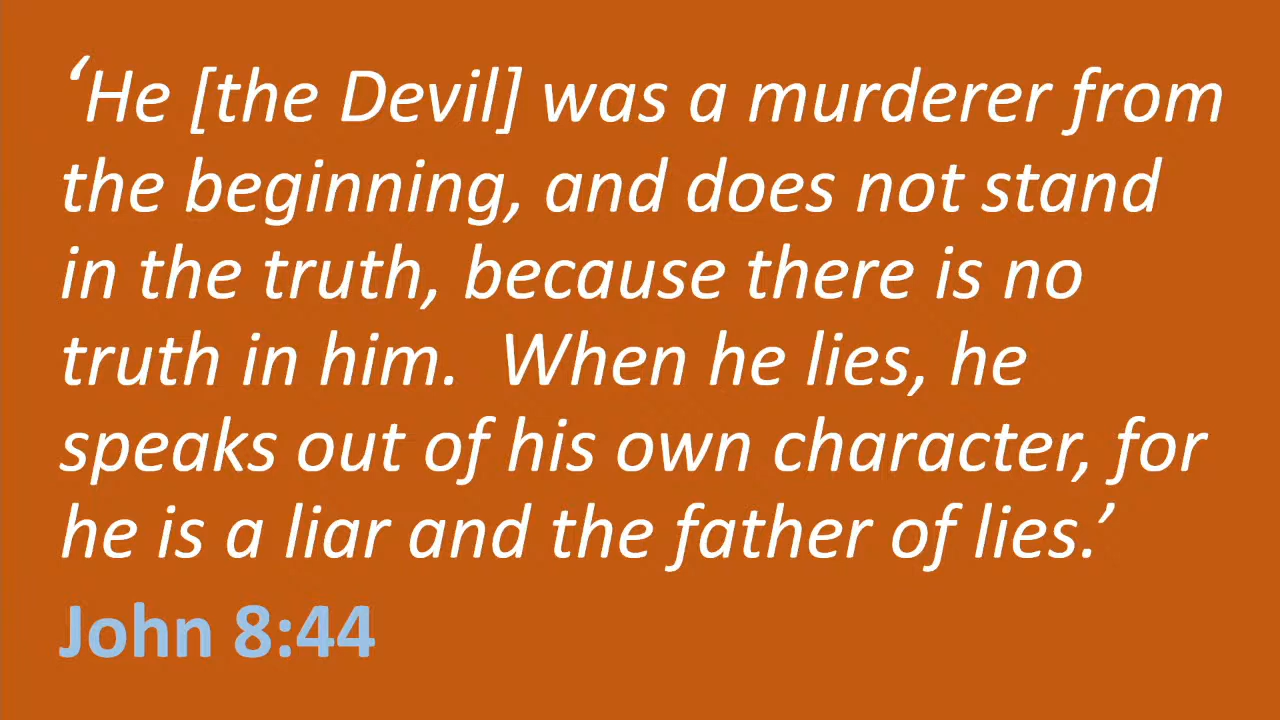 ‘He [the Devil] was a murderer from
the beginning, and does not stand
in the truth, because there is no
truth in him.  When he lies, he
speaks out of his own character, for
he is a liar and the father of lies.’
John 8:44